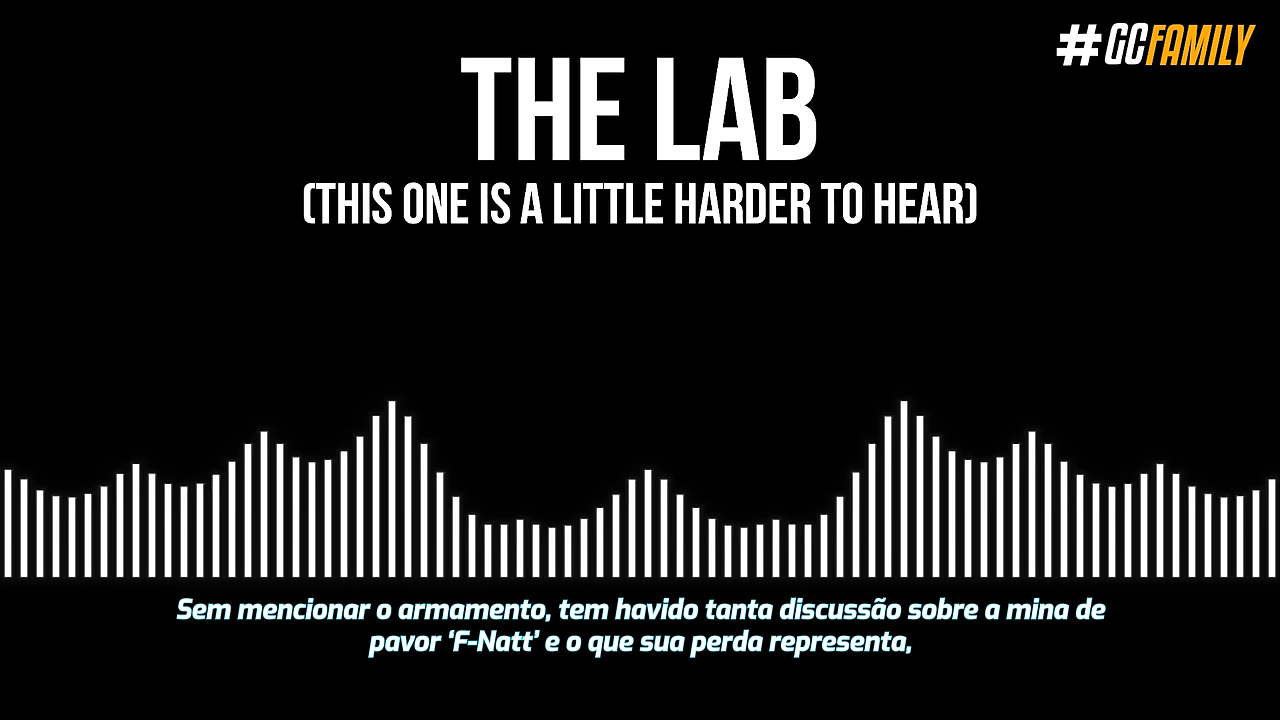 #GCFAMILY
THE LAB
(THIS ONE IS A LITTLE HARDER TO HEAR)
Sem mencionar o armamento, tem havido tanta discussão sobre a mina de
pavor ‘F-Natt’ e o que sua perda representa,